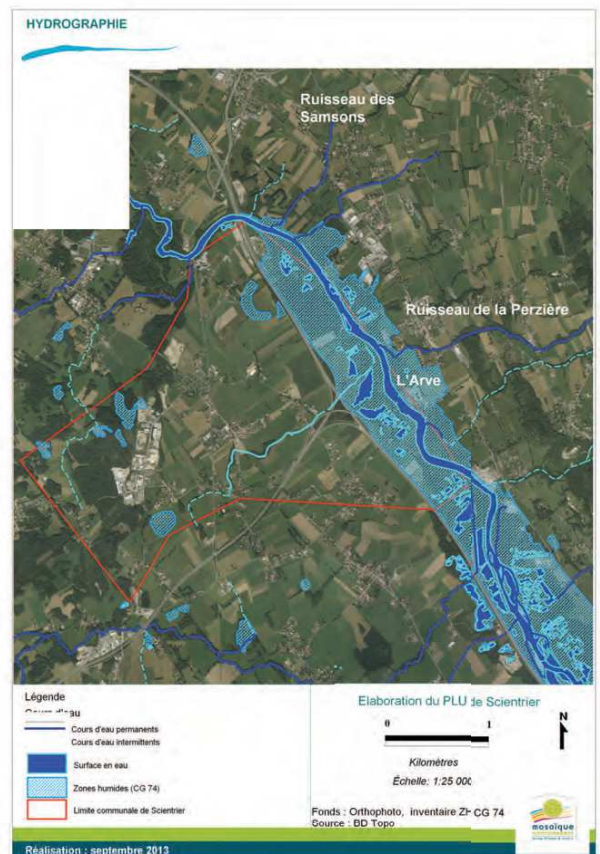 HYDROGRAPHIE
Ruisseau des
Samsons
Ruisseau de la Perzière
L'Arve
Légende
Cours d'eau
Cours d'eau permanents
Cours d'eau intermittents
Surface en eau
Zones humides (CG 74)
Limite communale de Scientrier
Elaboration du PLU de Scientrier
0 1
N
Kilomètres
Échelle: 1:25 000
Fonds : Orthophoto, inventaire ZH CG 74
Source : BD Topo
mosaïque
Réalisation : septembre 2013